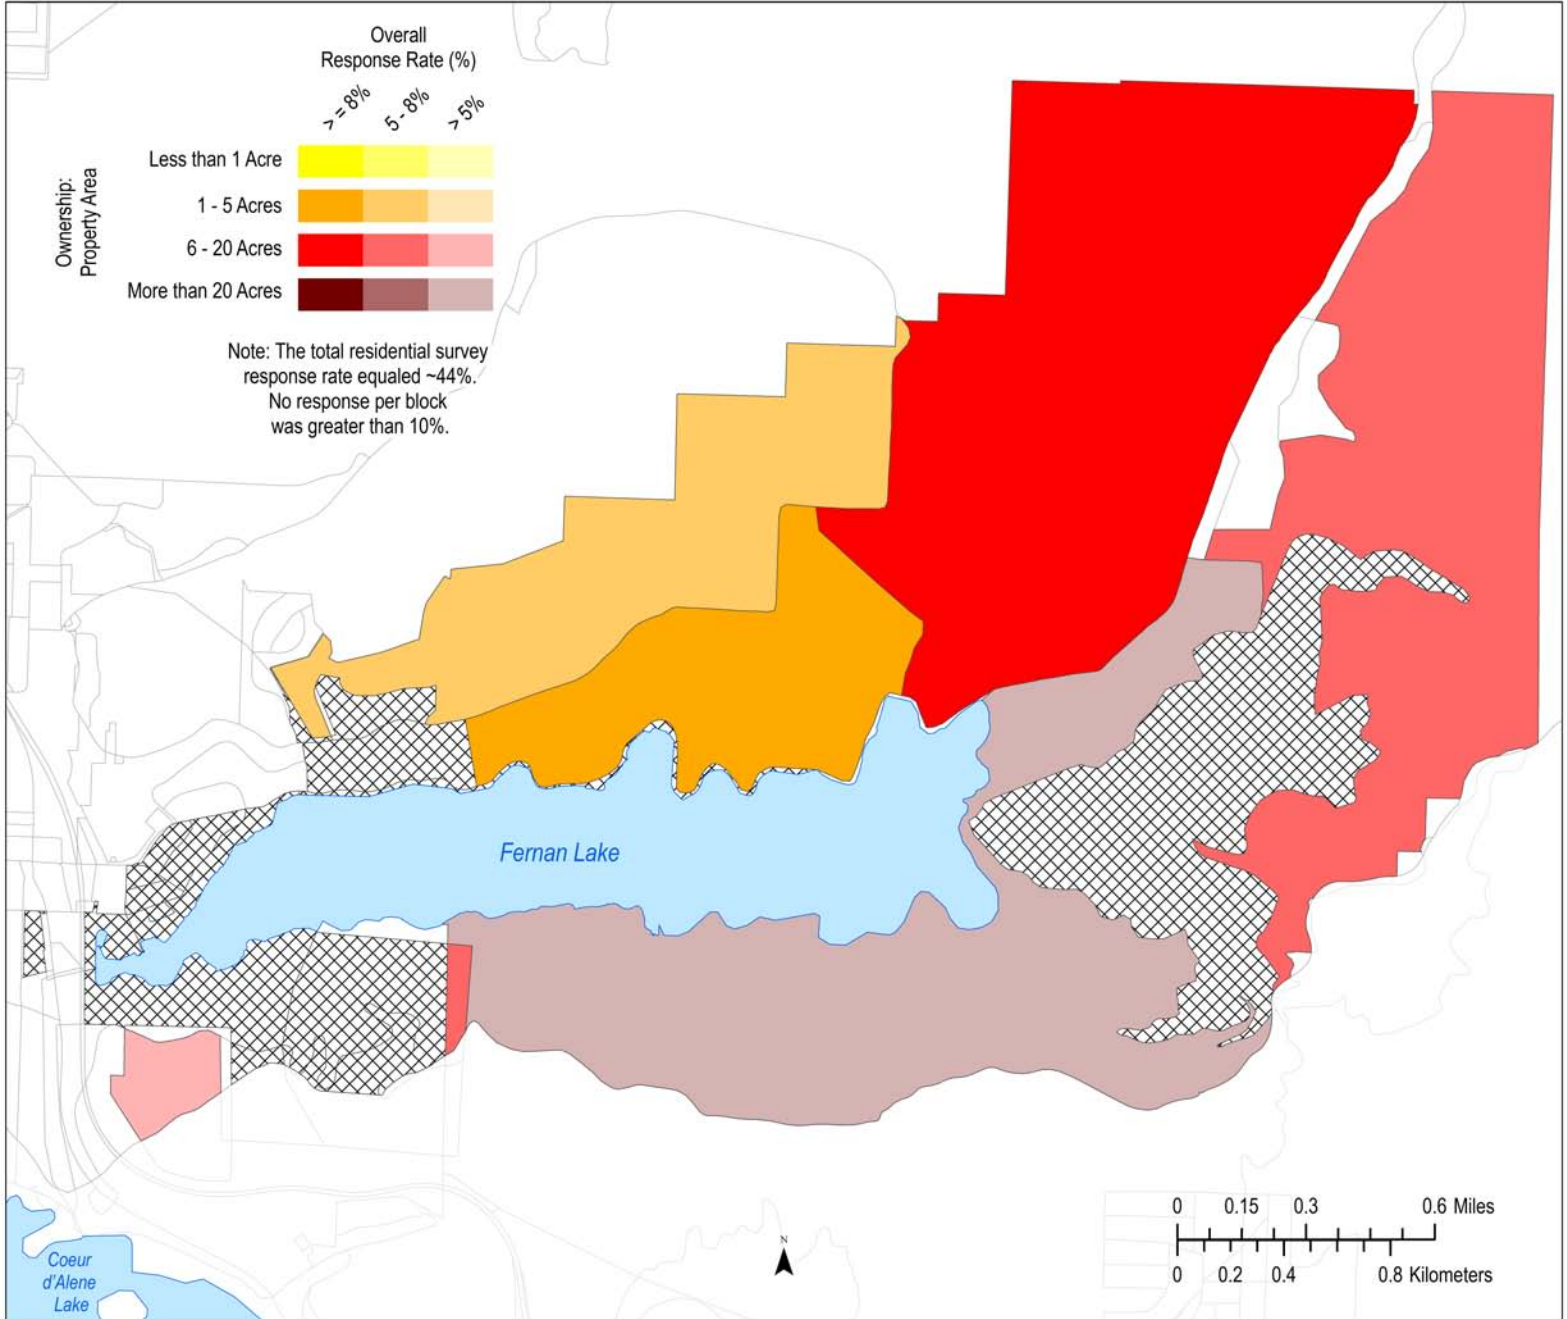 Overall
Response Rate (%)
> = 8%
5 - 8%
> 5%
Ownership:
Property Area
Less than 1 Acre
1 - 5 Acres
6 - 20 Acres
More than 20 Acres
Note: The total residential survey
response rate equaled ~44%.
No response per block
was greater than 10%.
Fernan Lake
Coeur
d'Alene
Lake
N
0 0.15 0.3 0.6 Miles
0 0.2 0.4 0.8 Kilometers